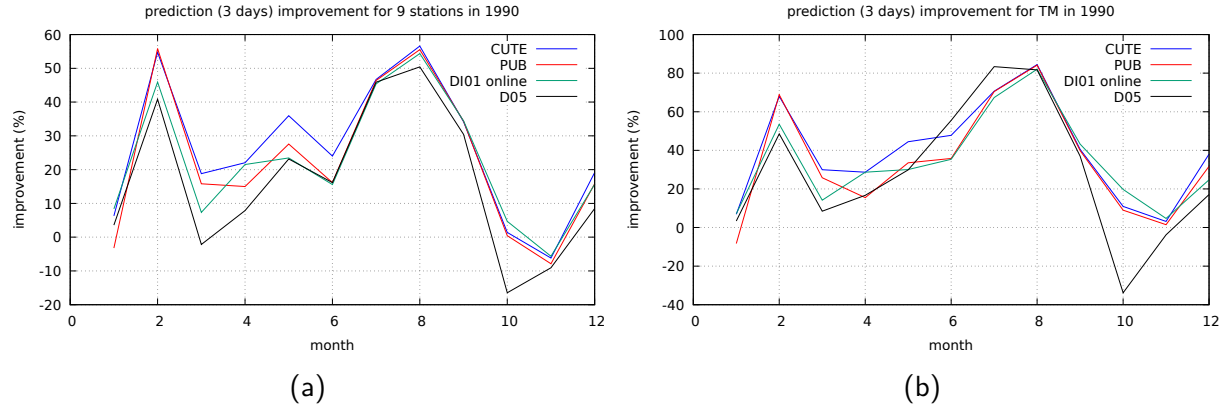 prediction (3 days) improvement for 9 stations in 1990
60
50
40
30
20
10
0
-10
-20
improvement (%)
CUTE
PUB
DI01 online
D05
0 2 4 6 8 10 12
month
(a)
prediction (3 days) improvement for TM in 1990
100
80
60
40
20
0
-20
-40
improvement (%)
CUTE
PUB
DI01 online
D05
0 2 4 6 8 10 12
month
(b)